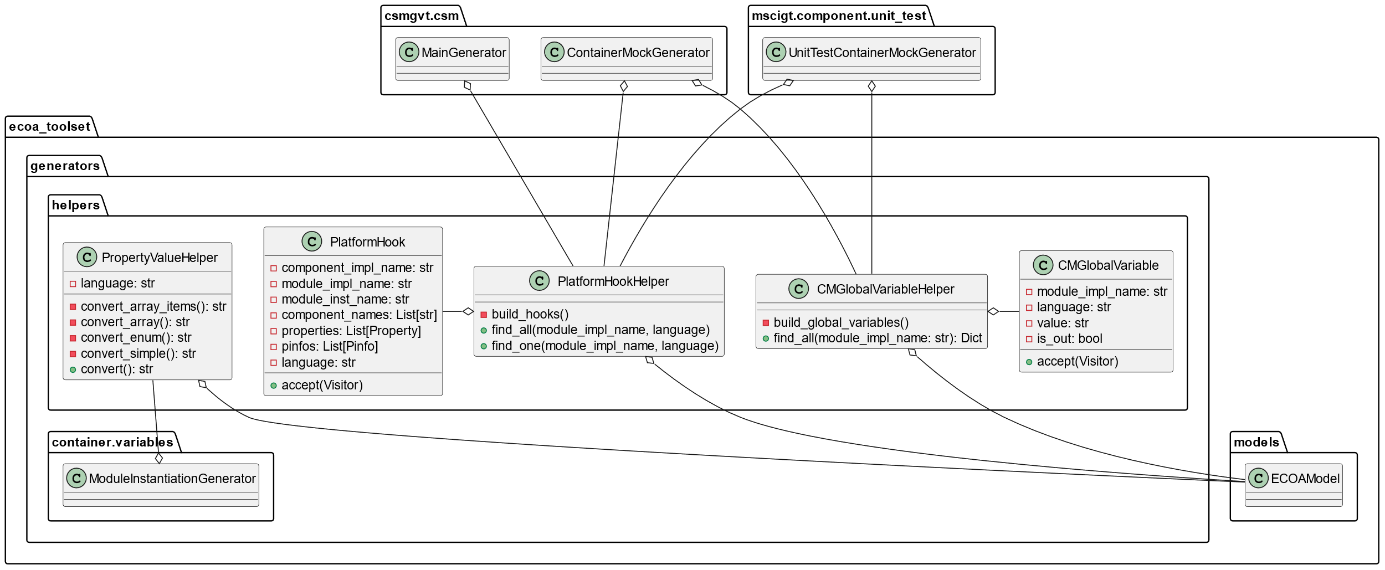 csmgvt.csm
C MainGenerator
C ContainerMockGenerator
mscigt.component.unit_test
C UnitTestContainerMockGenerator
ecoa_toolset
generators
helpers
C PropertyValueHelper
language: str
convert_array_items(): str
convert_array(): str
convert_enum(): str
convert_simple(): str
convert(): str
C PlatformHook
component_impl_name: str
module_impl_name: str
module_inst_name: str
component_names: List[str]
properties: List[Property]
pinfos: List[Pinfo]
language: str
accept(Visitor)
C PlatformHookHelper
build_hooks()
find_all(module_impl_name, language)
find_one(module_impl_name, language)
C CMGlobalVariableHelper
build_global_variables()
find_all(module_impl_name: str): Dict
C CMGlobalVariable
module_impl_name: str
language: str
value: str
is_out: bool
accept(Visitor)
container.variables
C ModuleInstantiationGenerator
models
C ECOAModel